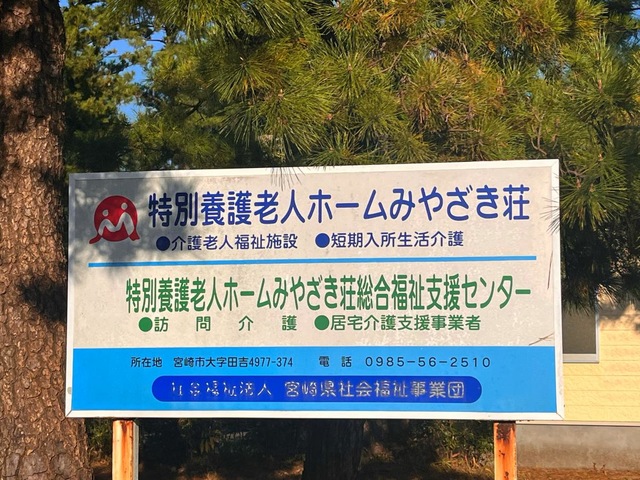 特別養護老人ホームみやざき荘
●介護老人福祉施設 ●短期入所生活介護
特別養護老人ホームみやざき荘総合福祉支援センター
●訪問介護 ●居宅介護支援事業者
所在地 宮崎市大字田吉4977-374 電話 0985-56-2510
社会福祉法人 宮崎県社会福祉事業団